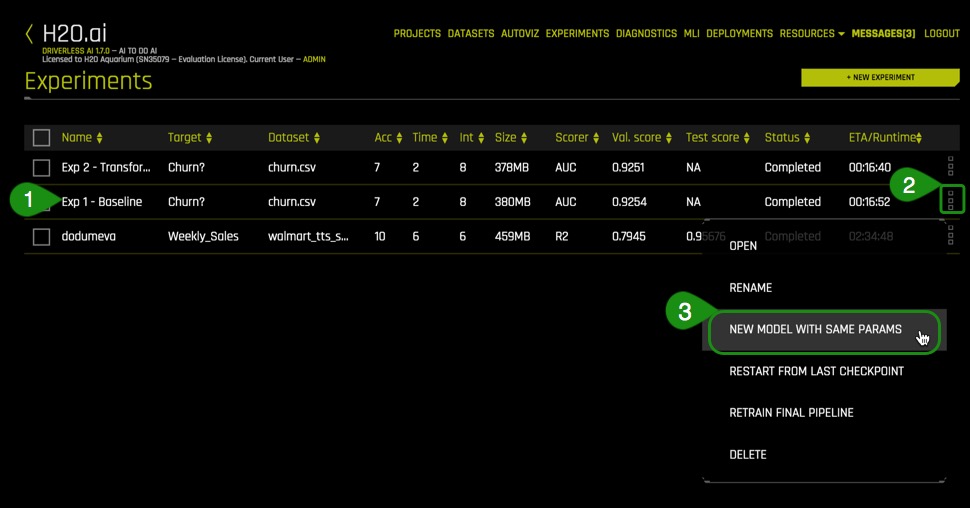 H2O.ai
DRIVERLESS AI 1.7.0 – AI TO DO AI
Licensed to H2O Aquarium (SN35079 – Evaluation License). Current User – ADMIN
PROJECTS DATASETS AUTOVIZ EXPERIMENTS DIAGNOSTICS MLI DEPLOYMENTS RESOURCES MESSAGES[3] LOGOUT
Experiments
+ NEW EXPERIMENT
Name Target Dataset Acc Time Int Size Scorer Val. score Test score Status ETA/Runtime
Exp 2 - Transfor... Churn? churn.csv 7 2 8 378MB AUC 0.9251 NA Completed 00:16:40
1 Exp 1 - Baseline Churn? churn.csv 7 2 8 380MB AUC 0.9254 NA Completed 00:16:52 2
dodumeva Weekly_Sales walmart_tts_s... 10 6 6 459MB R2 0.7945 0.95676 Completed 02:34:48
OPEN
RENAME
3
NEW MODEL WITH SAME PARAMS
RESTART FROM LAST CHECKPOINT
RETRAIN FINAL PIPELINE
DELETE